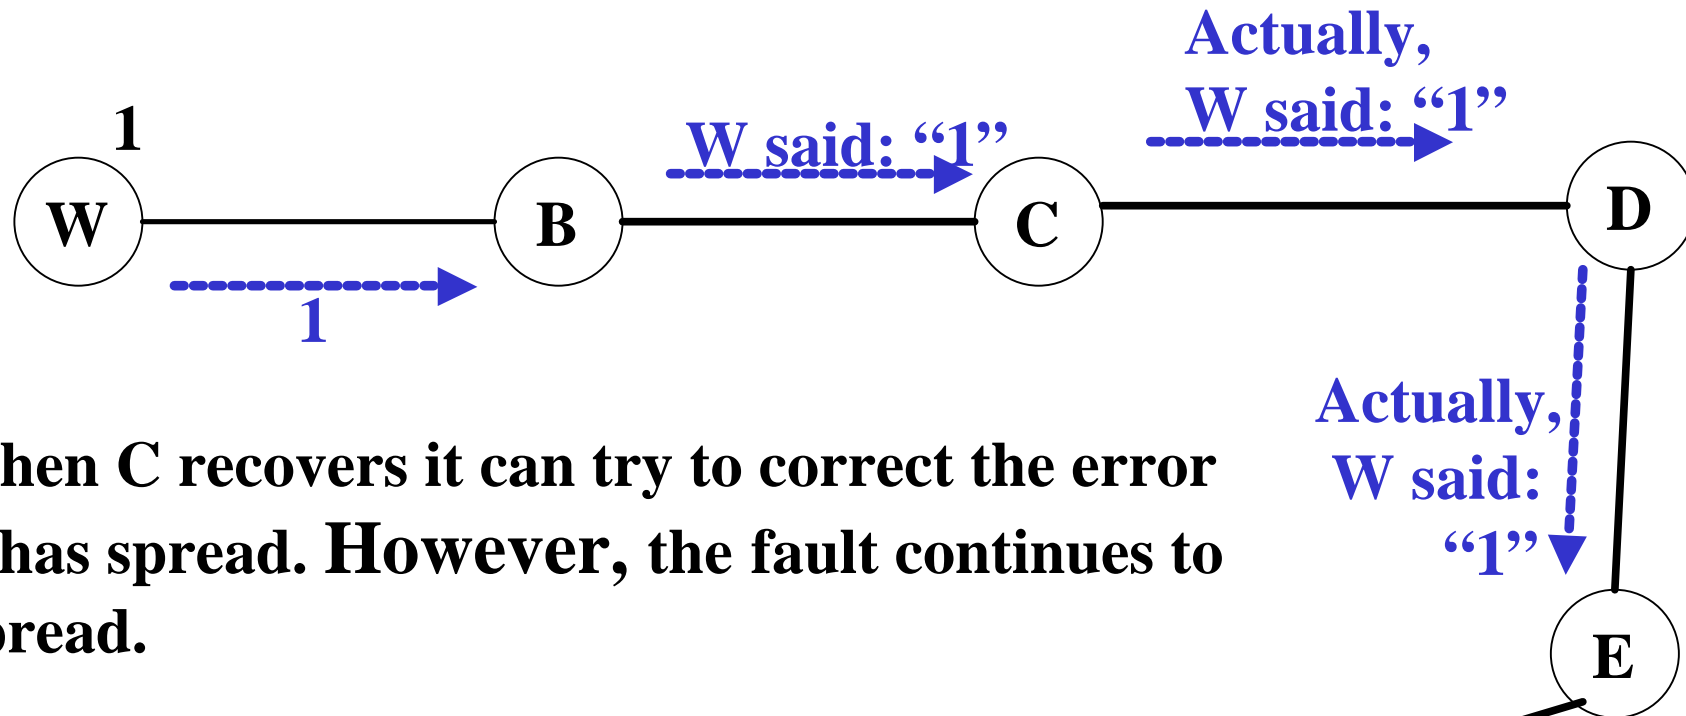 Actually,
W said: “1”
1
W said: “1”
W
B
C
D
1
Actually,
W said:
“1”
hen C recovers it can try to correct the error
has spread. However, the fault continues to
pread.
E